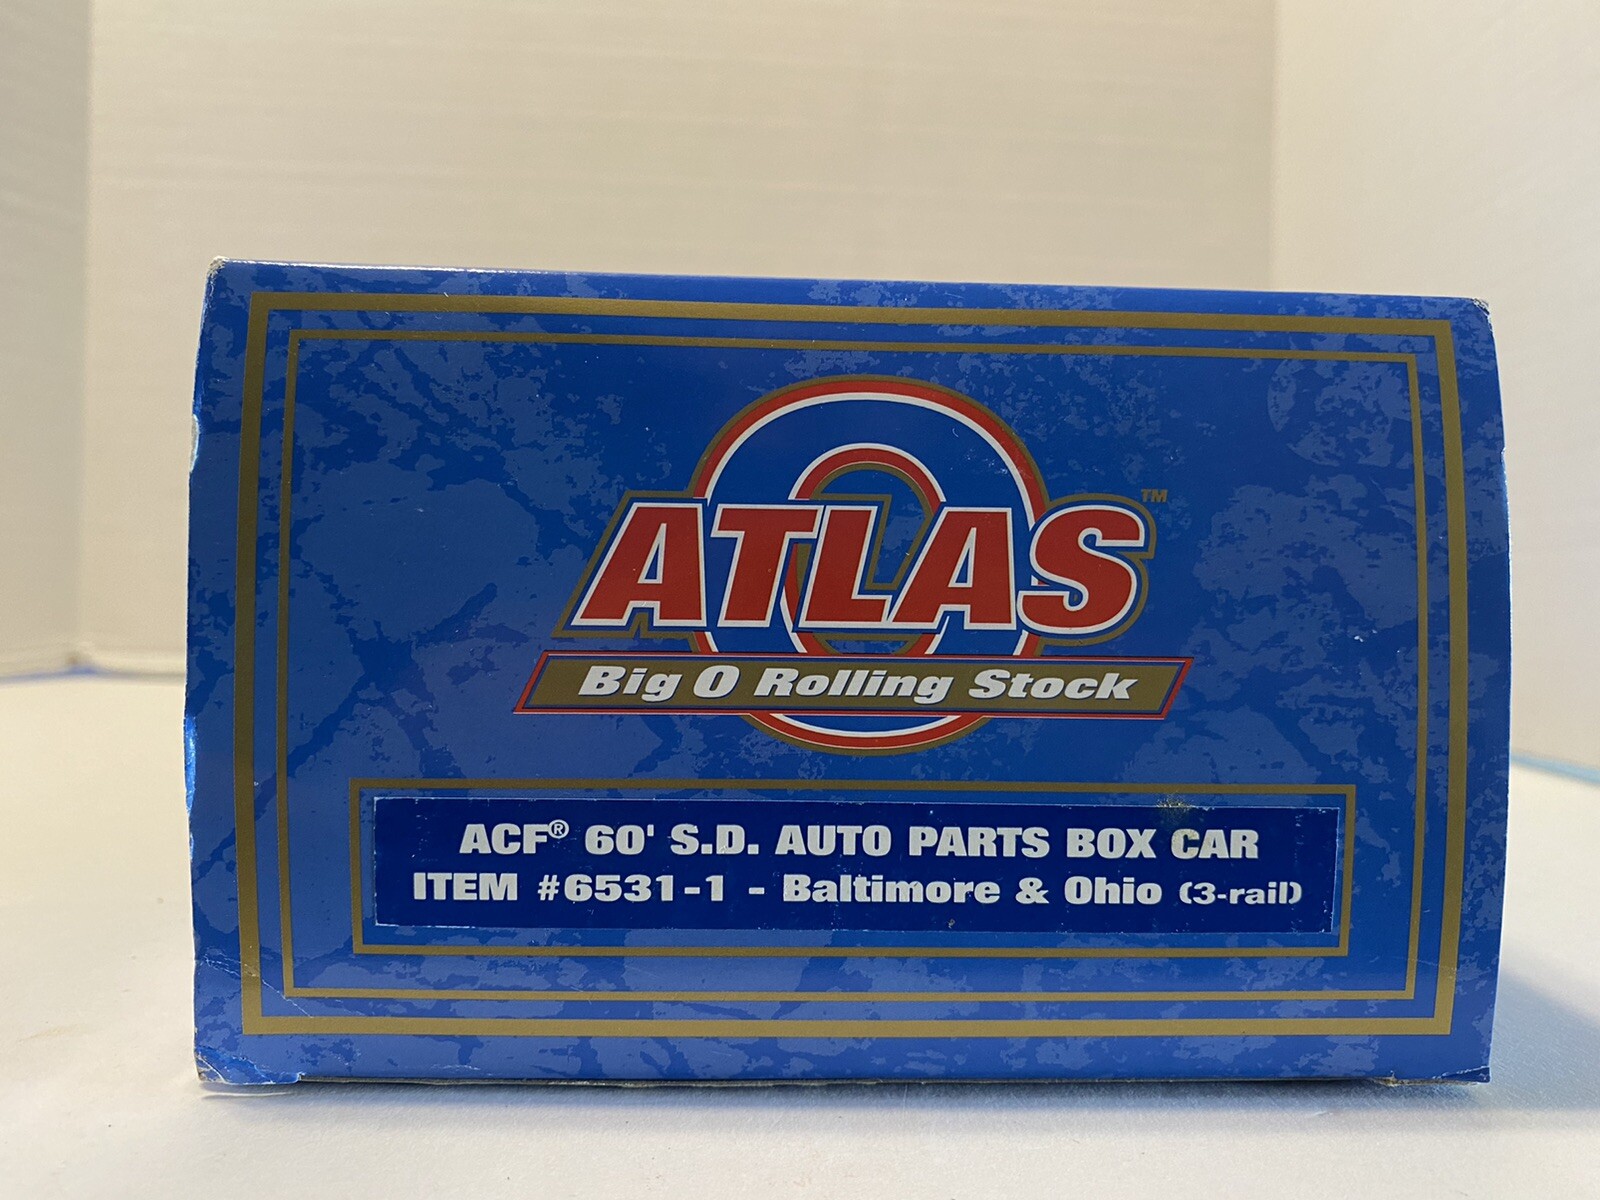 ATLAS™
Big O Rolling Stock
ACF® 60' S.D. AUTO PARTS BOX CAR
ITEM #6531-1 - Baltimore & Ohio (3-rail)